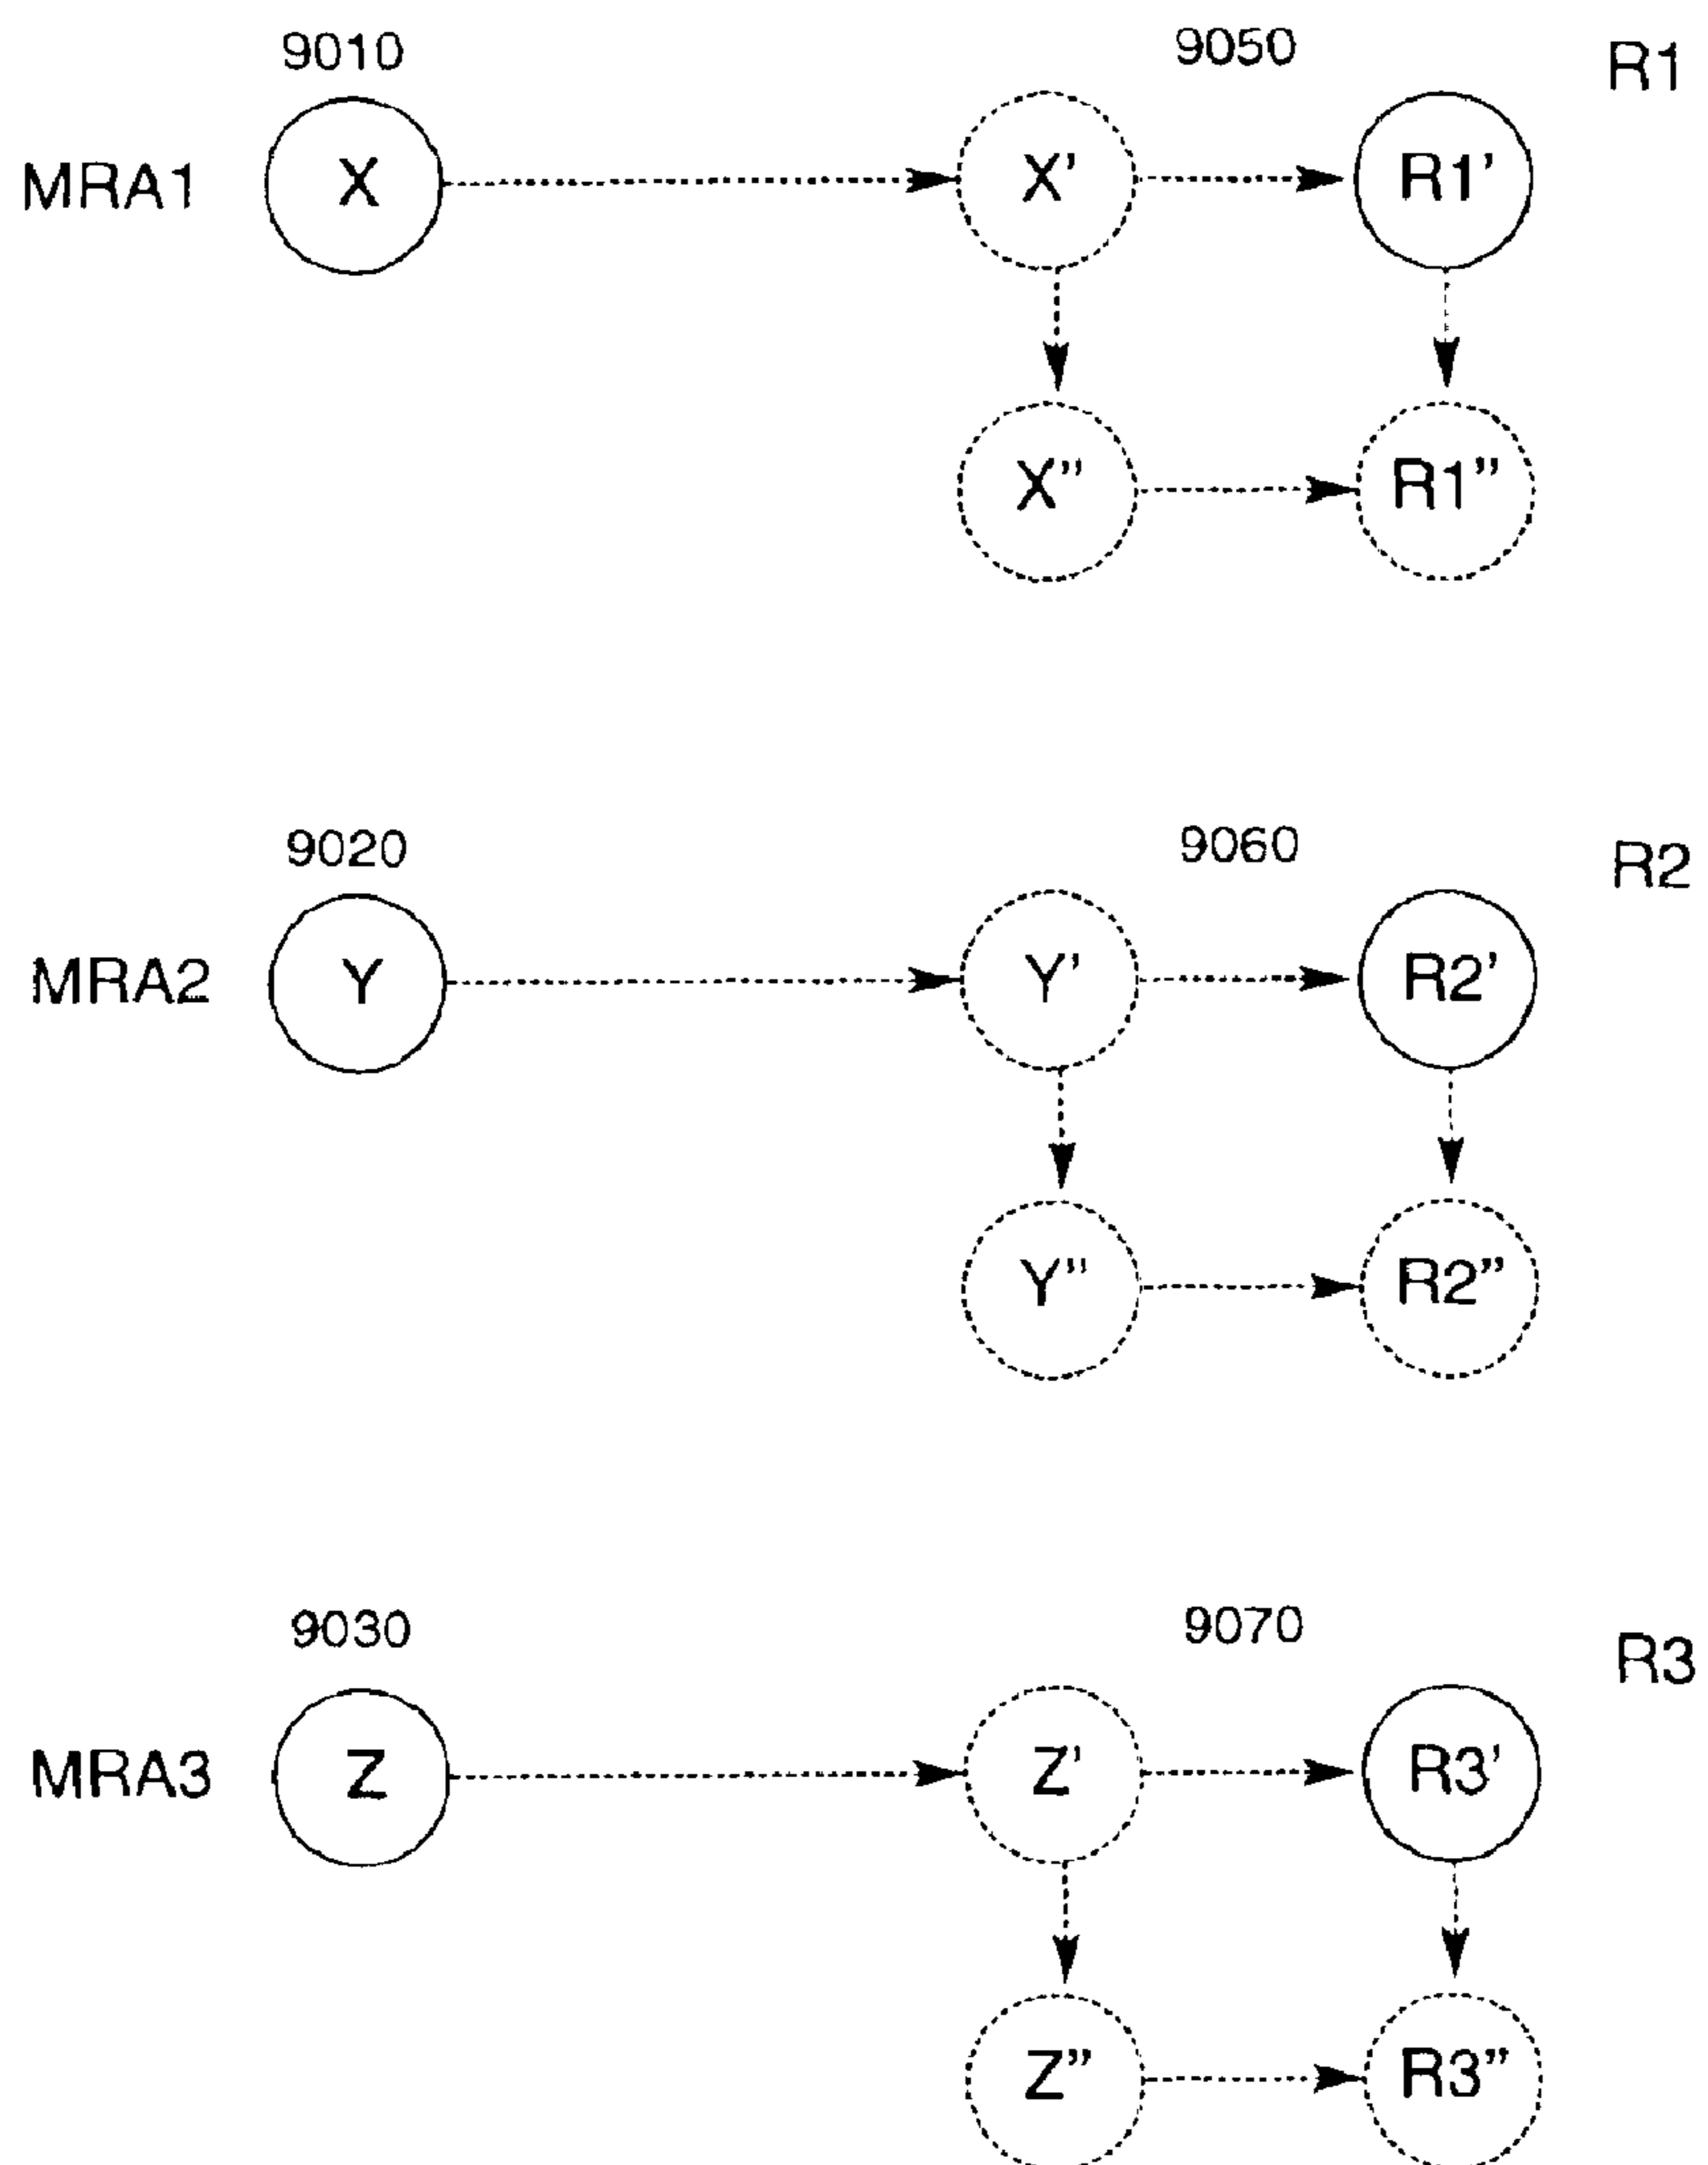 9010 9050 R1
MRA1 X X' R1'
X" R1"
9020 9060 R2
MRA2 Y Y' R2'
Y" R2"
9030 9070 R3
MRA3 Z Z' R3'
Z" R3"